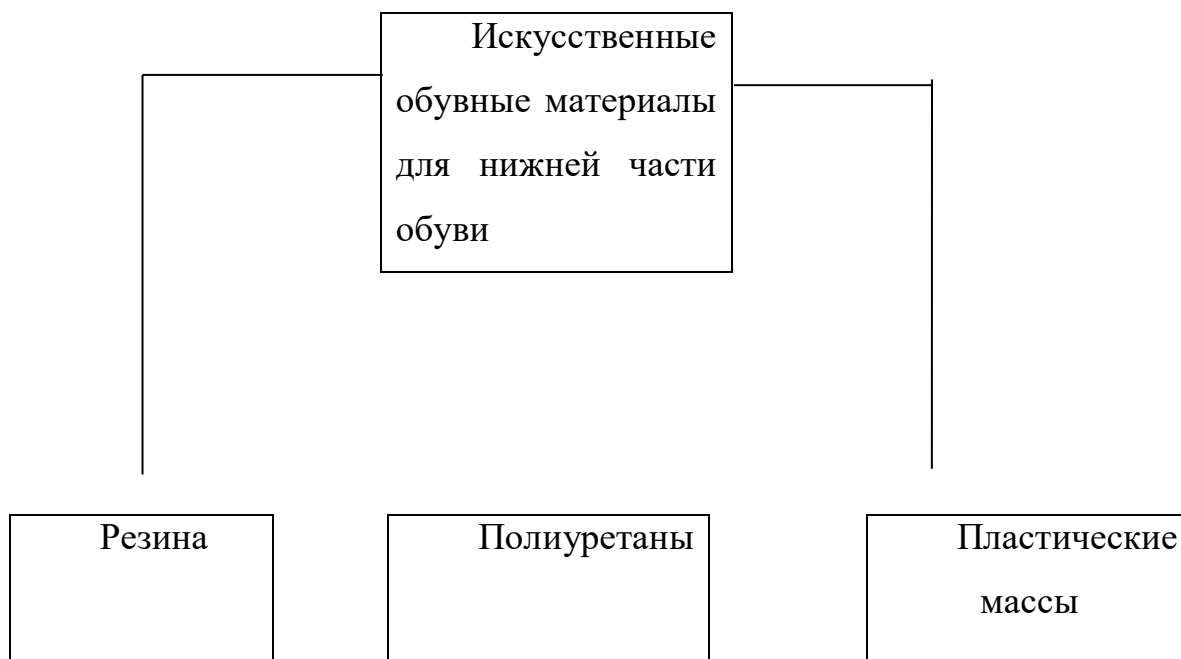 Искусственные
обувные материалы
для нижней части
обуви
Резина
Полиуретаны
Пластические
массы